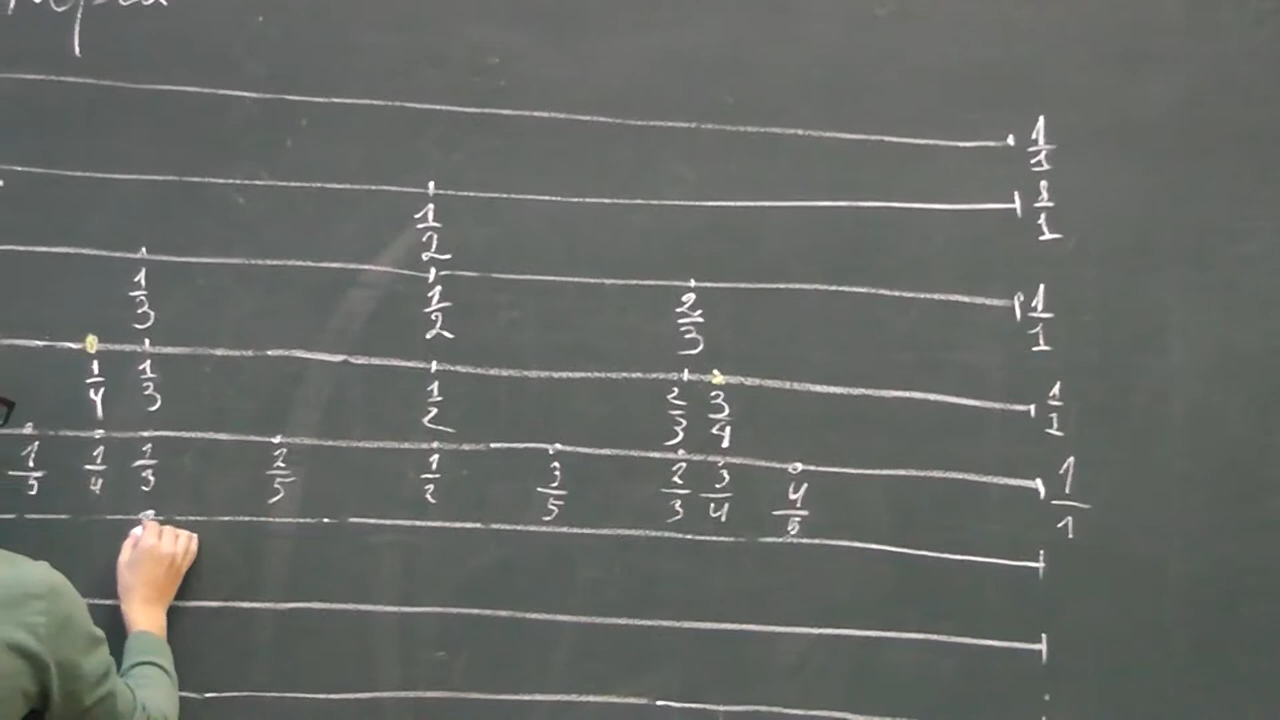 1/1
1/2 1/1
1/3 1/2 2/3 1/1
1/4 1/3 1/2 2/3 3/4 1/1
1/5 1/4 1/3 2/5 1/2 3/5 2/3 3/4 4/5 1/1